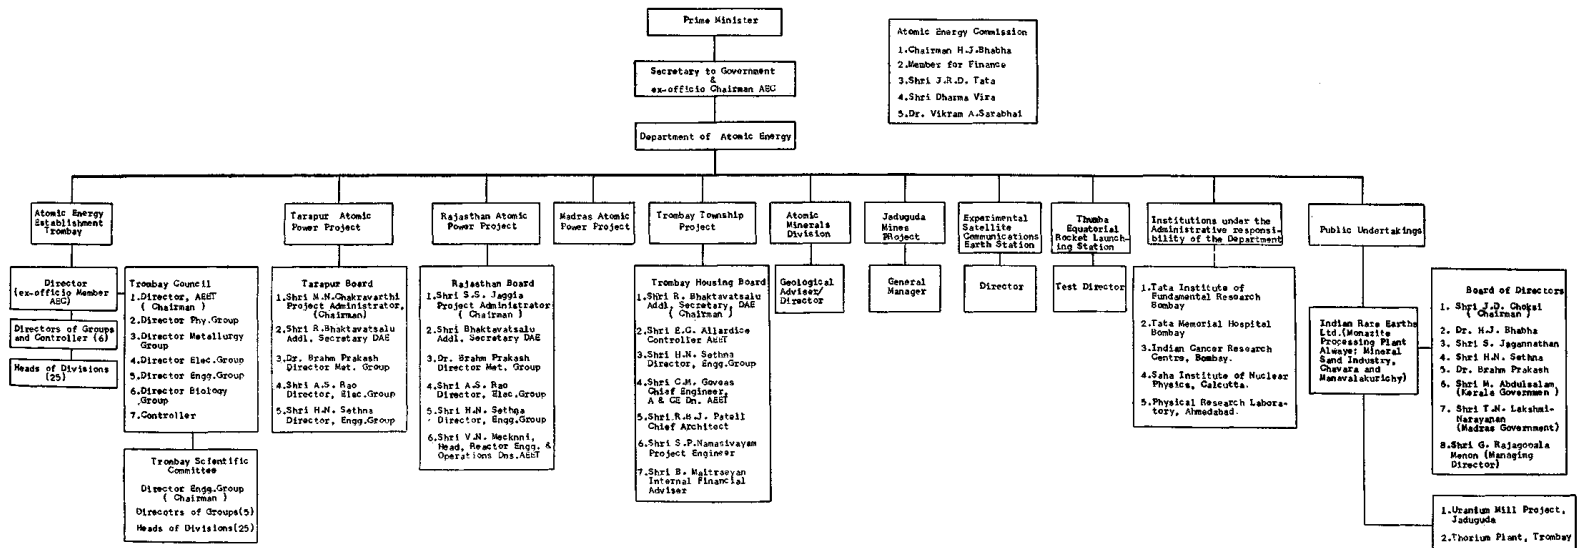 Prime Minister
Secretary to Government
&
ex-officio Chairman AEC
Department of Atomic Energy
Atomic Energy Commission
1.Chairman H.J.Bhabha
2.Member for Finance
3.Shri J.R.D. Tata
4.Shri Dharma Vira
5.Dr. Vikram A.Sarabhai
Atomic Energy
Establishment
Trombay
Tarapur Atomic
Power Project
Rajasthan Atomic
Power Project
Madras Atomic
Power Project
Trombay Township
Project
Atomic
Minerals
Division
Jaduguda
Mines
PRoject
Experimental
Satellite
Communications
Earth Station
Thumba
Equatorial
Rocket Launch-
ing Station
Institutions under the
Administrative responsi-
bility of the Department
Public Undertakings
Director
(ex-officio Member
AEC)
Directors of Groups
and Controller (6)
Heads of Divisions
(25)
Trombay Council
1.Director, AEET
( Chairman )
2.Director Phy.Group
3.Director Metallurgy
Group
4.Director Elec.Group
5.Director Engg.Group
6.Director Biology
Group
7.Controller
Trombay Scientific
Committee
Director Engg.Group
( Chairman )
Direcotrs of Groups(5)
Heads of Divisions(25)
Tarapur Board
1.Shri M.N.Chakravarthi
Project Administrator,
(Chairman)
2.Shri R.Bhaktavatsalu
Addl, Secretary DAE
3.Dr. Brahm Prakash
Director Met. Group
4.Shri A.S. Rao
Director, Elec.Group
5.Shri H.N. Sethna
Director, Engg.Group
Rajasthan Board
1.Shri S.S. Jaggia
Project Administrator
( Chairman )
2.Shri Bhaktavatsalu
Addl. Secretary DAE
3.Dr. Brahm Prakash
Director Met. Group
4.Shri A.S. Rao
Director, Elec.Group
5.Shri H.N. Sethna
Director, Engg.Group
6.Shri V.N. Meckoni,
Head, Reactor Engg. &
Operations Dns.AEET
Trombay Housing Board
1.Shri R. Bhaktavatsalu
Addl, Secretary, DAE
( Chairman )
2.Shri E.C. Allardice
Controller AEET
3.Shri H.N. Sethna
Director, Engg.Group
4.Shri C.M. Goveas
Chief Engineer,
A & CE Dn. AEET
5.Shri.R.B.J. Patell
Chief Architect
6.Shri S.P.Namasivayam
Project Engineer
7.Shri B. Maitraeyan
Internal Financial
Adviser
Geological
Adviser/
Director
General
Manager
Director
Test Director
1.Tata Institute of
Fundamental Research
Bombay
2.Tata Memorial Hospital
Bombay
3.Indian Cancer Research
Centre, Bombay.
4.Saha Institute of Nuclear
Physics, Calcutta.
5.Physical Research Labora-
tory, Ahmedabad.
Indian Rare Earths
Ltd.(Monazite
Processing Plant
Alwaye: Mineral
Sand Industry,
Chavara and
Manavalakurichy)
Board of Directors
1. Shri J.D. Choksi
( Chairman )
2. Dr. H.J. Bhabha
3. Shri S. Jagannathan
4. Shri H.N. Sethna
5. Dr. Brahm Prakash
6. Shri M. Abdulsalam
(Kerala Governmen )
7. Shri T.N. Lakshmi-
Narayanan
(Madras Government)
8.Shri G. Rajagopala
Menon (Managing
Director)
1.Uranium Mill Project,
Jaduguda
2.Thorium Plant, Trombay